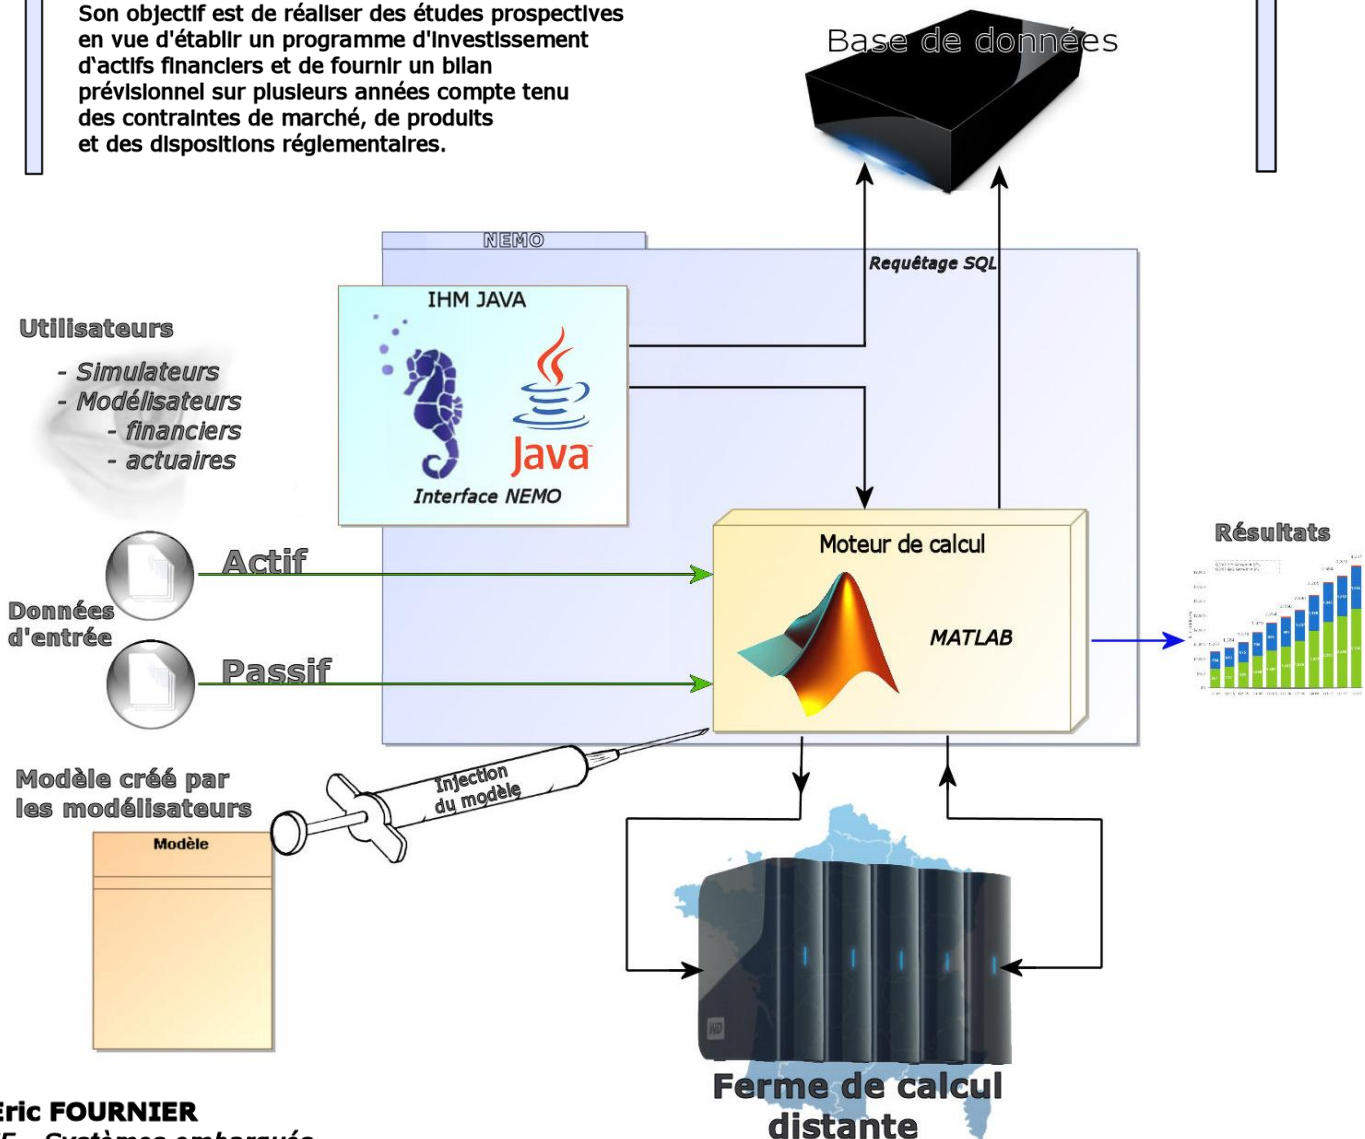 Son objectif est de réaliser des études prospectives
en vue d'établir un programme d'investissement
d'actifs financiers et de fournir un bilan
prévisionnel sur plusieurs années compte tenu
des contraintes de marché, de produits
et des dispositions réglementaires.
Base de données
NEMO
Requêtage SQL
IHM JAVA
Java
Interface NEMO
Utilisateurs
- Simulateurs
- Modélisateurs
- financiers
- actuaires
Actif
Données
d'entrée
Passif
Moteur de calcul
MATLAB
Résultats
Modèle créé par
les modélisateurs
Injection
du modèle
Modèle
WD
Ferme de calcul
distante
Eric FOURNIER
Systèmes embarqués